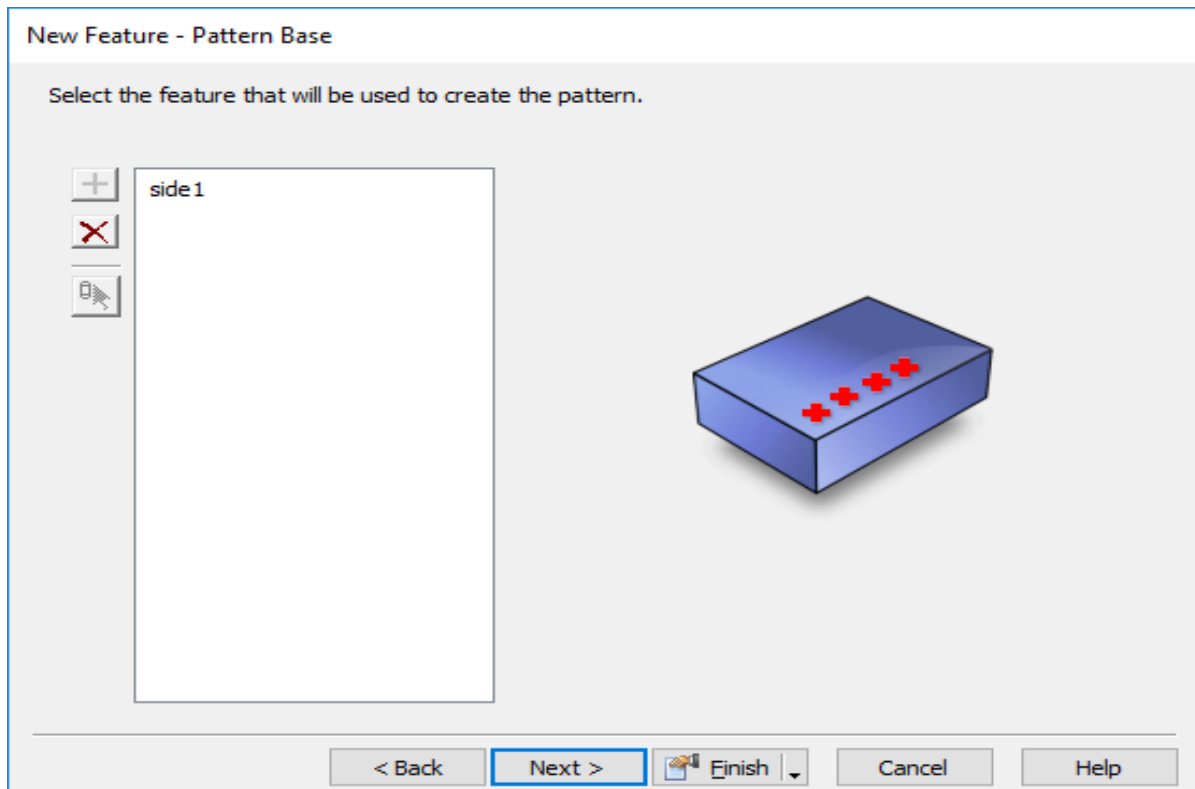 New Feature - Pattern Base
Select the feature that will be used to create the pattern.
side1
< Back Next > Finish Cancel Help